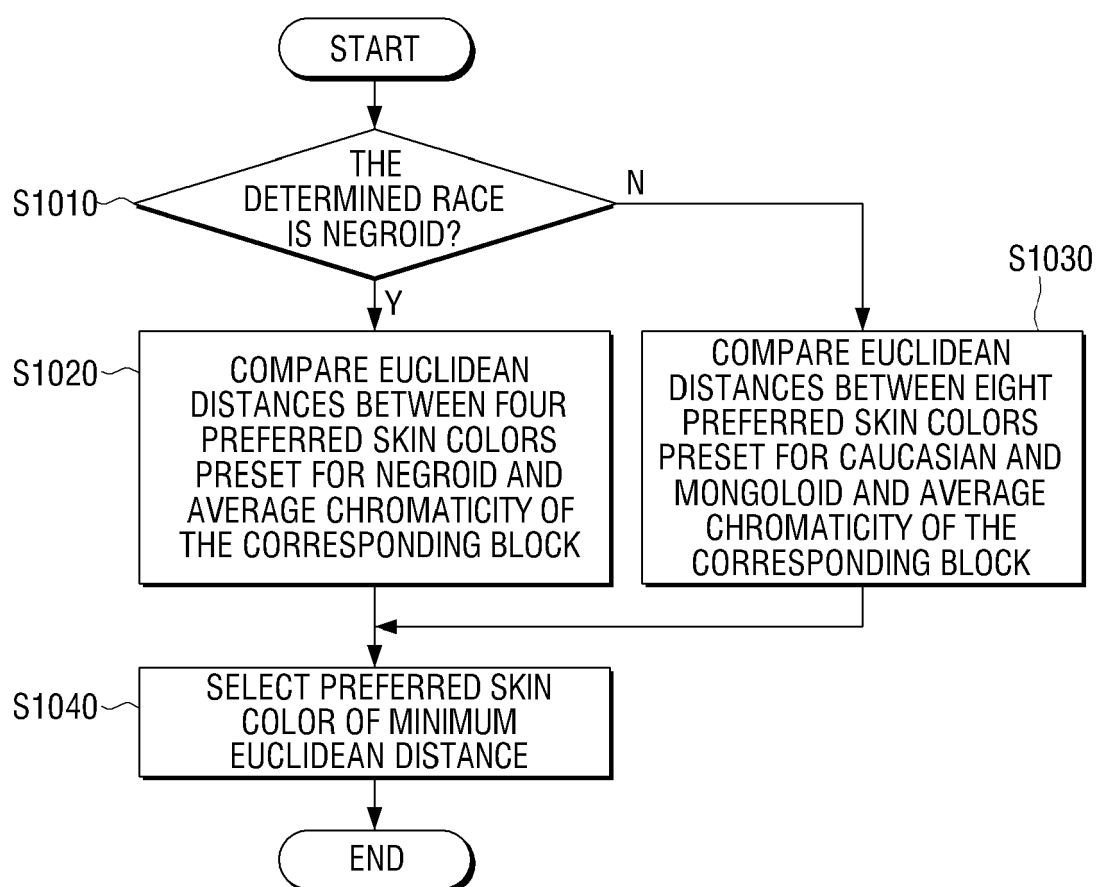 START
THE
DETERMINED RACE
IS NEGROID?
S1010
N
Y
S1030
S1020
COMPARE EUCLIDEAN
DISTANCES BETWEEN FOUR
PREFERRED SKIN COLORS
PRESET FOR NEGROID AND
AVERAGE CHROMATICITY OF
THE CORRESPONDING BLOCK
COMPARE EUCLIDEAN
DISTANCES BETWEEN EIGHT
PREFERRED SKIN COLORS
PRESET FOR CAUCASIAN AND
MONGOLOID AND AVERAGE
CHROMATICITY OF THE
CORRESPONDING BLOCK
S1040
SELECT PREFERRED SKIN
COLOR OF MINIMUM
EUCLIDEAN DISTANCE
END